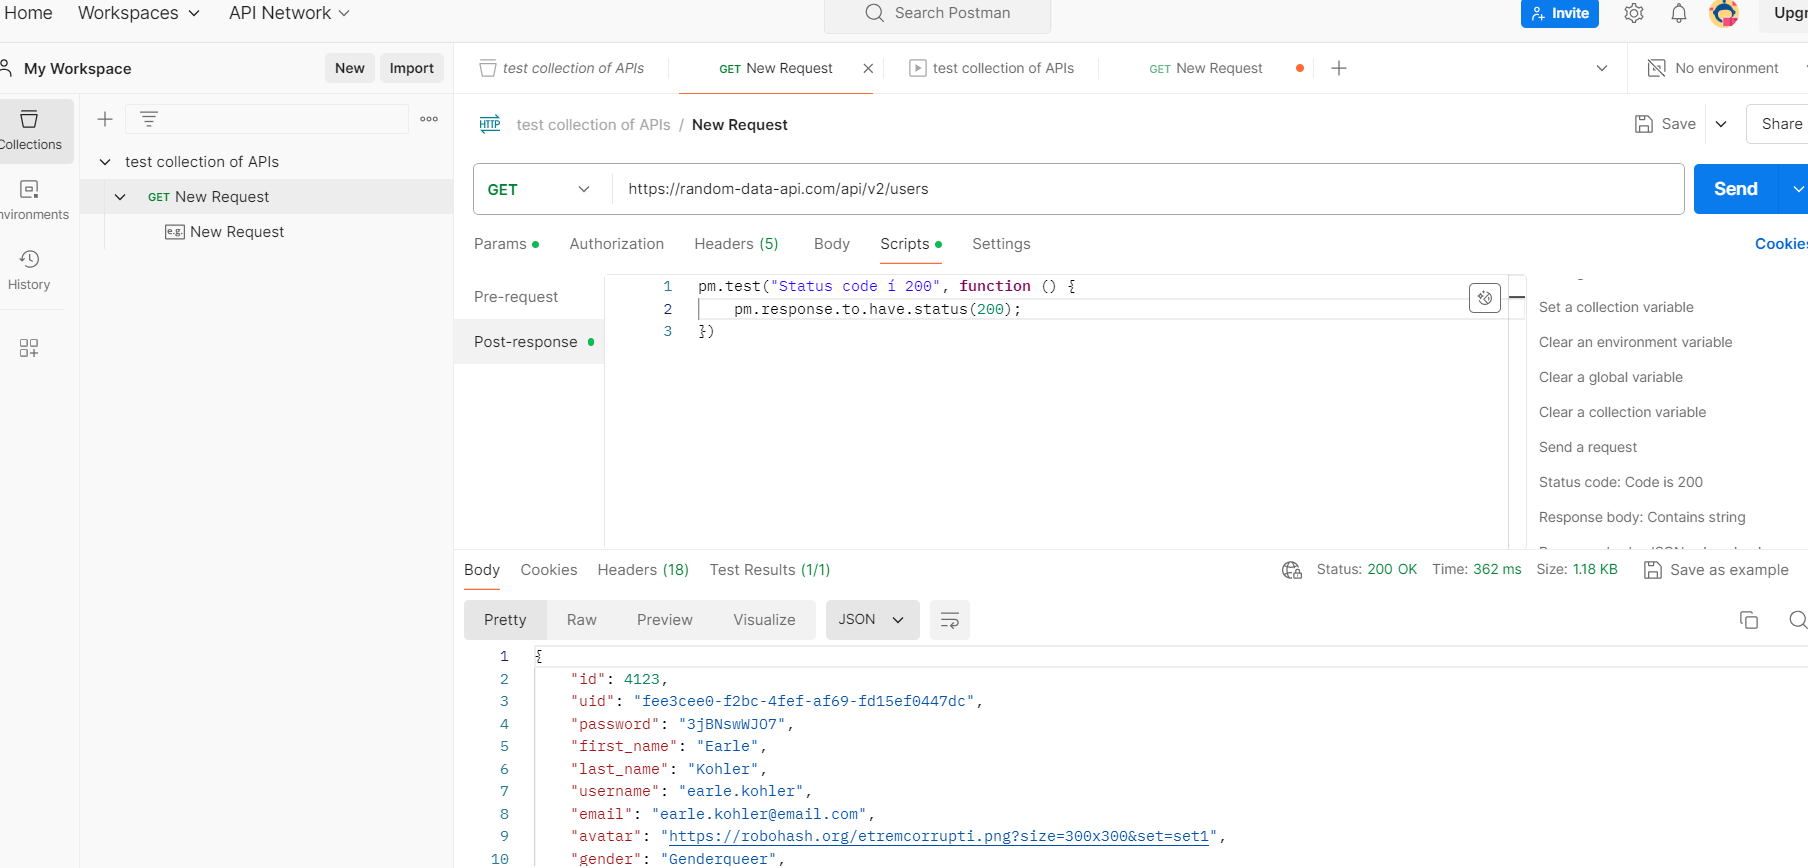 Home Workspaces API Network Search Postman Invite
My Workspace New Import test collection of APIs GET New Request test collection of APIs GET New Request No environment
Collections
test collection of APIs / New Request Save Share
test collection of APIs
GET New Request
New Request
GET https://random-data-api.com/api/v2/users Send
History
Params Authorization Headers (5) Body Scripts Settings Cookies
Pre-request
Post-response
1 pm.test("Status code í 200", function () {
2 pm.response.to.have.status(200);
3 })
Set a collection variable
Clear an environment variable
Clear a global variable
Clear a collection variable
Send a request
Status code: Code is 200
Response body: Contains string
Body Cookies Headers (18) Test Results (1/1) Status: 200 OK Time: 362 ms Size: 1.18 KB Save as example
Pretty Raw Preview Visualize JSON
1 {
2 "id": 4123,
3 "uid": "fee3cee0-f2bc-4fef-af69-fd15ef0447dc",
4 "password": "3jBNswWJO7",
5 "first_name": "Earle",
6 "last_name": "Kohler",
7 "username": "earle.kohler",
8 "email": "earle.kohler@email.com",
9 "avatar": "https://robohash.org/etremcorrupti.png?size=300x300&set=set1",
10 "gender": "Genderqueer",